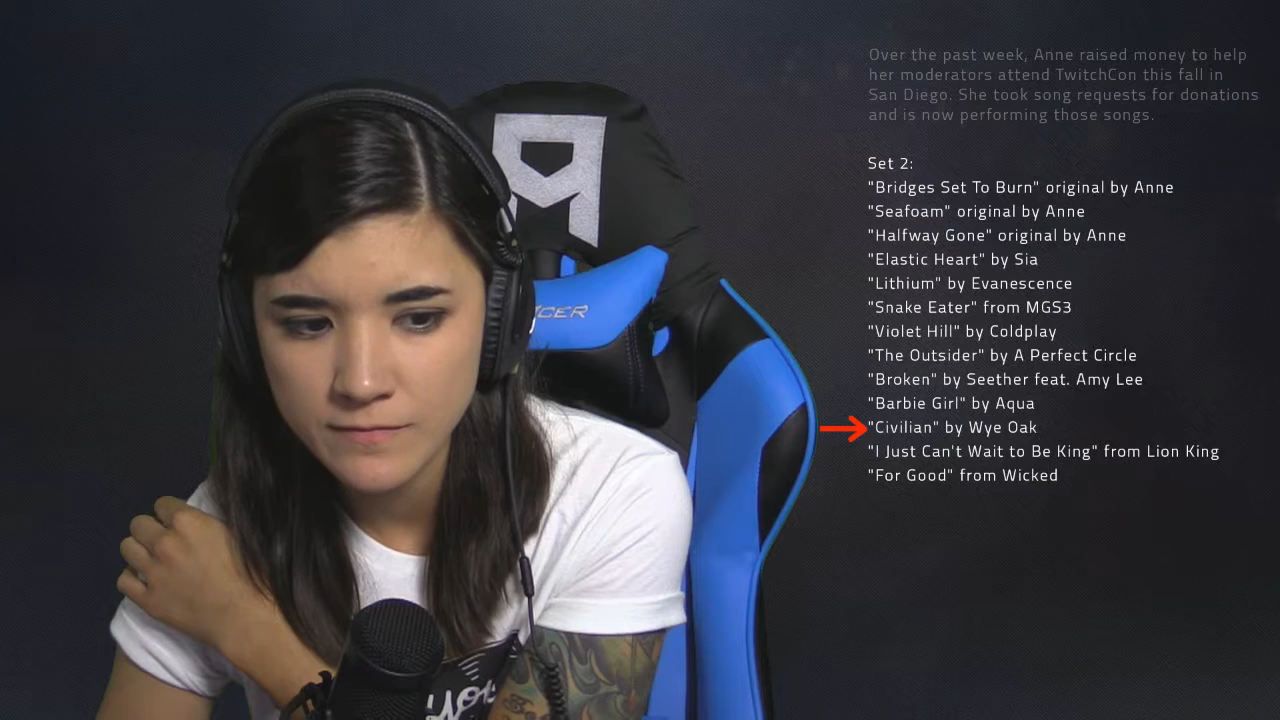 Over the past week, Anne raised money to help
her moderators attend TwitchCon this fall in
San Diego. She took song requests for donations
and is now performing those songs.
Set 2:
"Bridges Set To Burn" original by Anne
"Seafoam" original by Anne
"Halfway Gone" original by Anne
"Elastic Heart" by Sia
"Lithium" by Evanescence
"Snake Eater" from MGS3
"Violet Hill" by Coldplay
"The Outsider" by A Perfect Circle
"Broken" by Seether feat. Amy Lee
"Barbie Girl" by Aqua
"Civilian" by Wye Oak
"I Just Can't Wait to Be King" from Lion King
"For Good" from Wicked